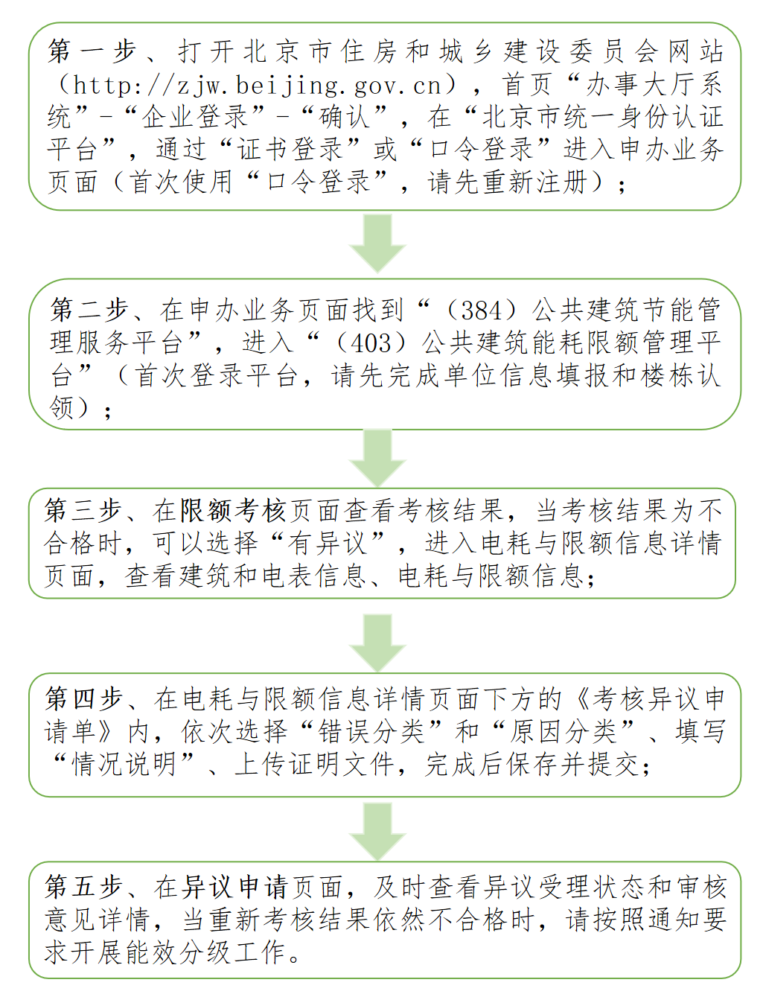 第一步、打开北京市住房和城乡建设委员会网站
（http://zjw.beijing.gov.cn），首页“办事大厅系
统”-“企业登录”-“确认”，在“北京市统一身份认证
平台”，通过“证书登录”或“口令登录”进入申办业务
页面（首次使用“口令登录”，请先重新注册）；
第二步、在申办业务页面找到“（384）公共建筑节能管
理服务平台”，进入“（403）公共建筑能耗限额管理平
台”（首次登录平台，请先完成单位信息填报和楼栋认
领）；
第三步、在限额考核页面查看考核结果，当考核结果为不
合格时，可以选择“有异议”，进入电耗与限额信息详情
页面，查看建筑和电表信息、电耗与限额信息；
第四步、在电耗与限额信息详情页面下方的《考核异议申
请单》内，依次选择“错误分类”和“原因分类”、填写
“情况说明”、上传证明文件，完成后保存并提交；
第五步、在异议申请页面，及时查看异议受理状态和审核
意见详情，当重新考核结果依然不合格时，请按照通知要
求开展能效分级工作。